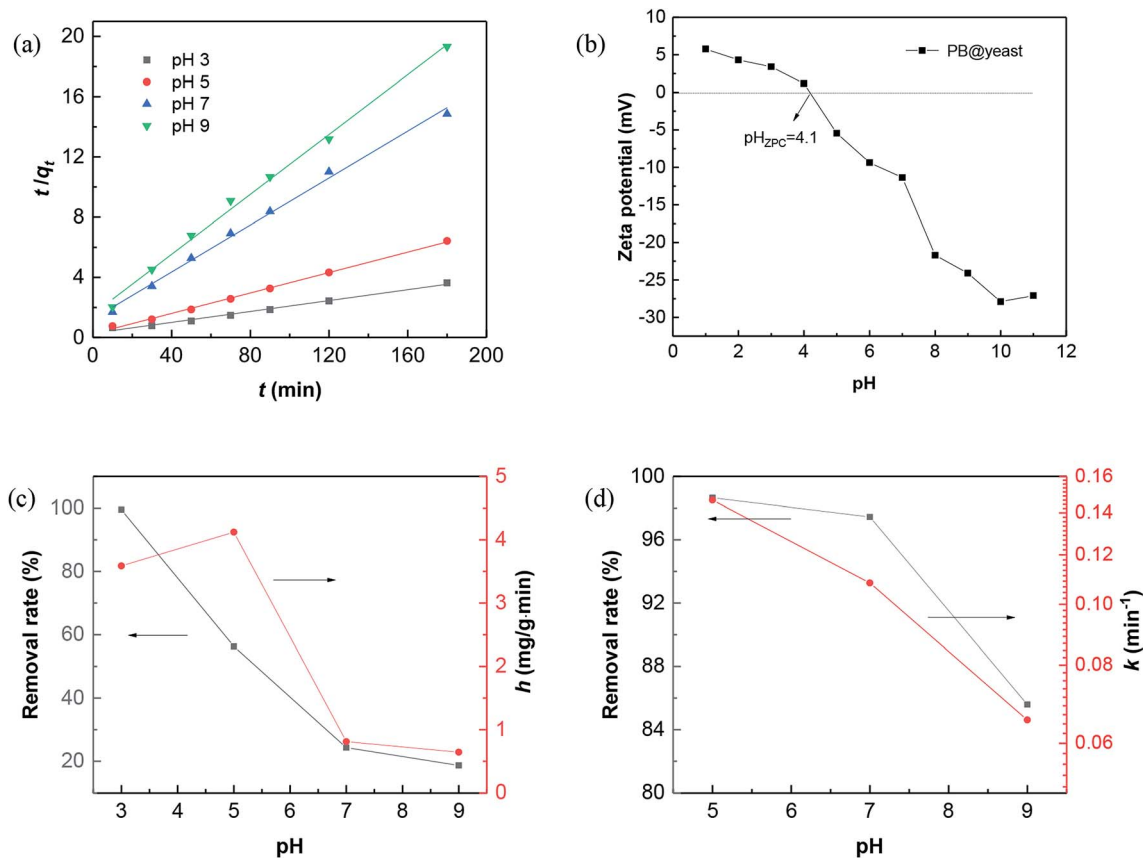 (a)
20
16
12
8
4
0
t/qt
pH 3
pH 5
pH 7
pH 9
0 40 80 120 160 200
t (min)
(b)
10
5
0
-5
-10
-15
-20
-25
-30
Zeta potential (mV)
PB@yeast
pHZPC=4.1
0 2 4 6 8 10 12
pH
(c)
100
80
60
40
20
Removal rate (%)
5
4
3
2
1
0
h (mg/g·min)
3 4 5 6 7 8 9
pH
(d)
100
96
92
88
84
80
Removal rate (%)
0.16
0.14
0.12
0.10
0.08
0.06
k (min-1)
5 6 7 8 9
pH